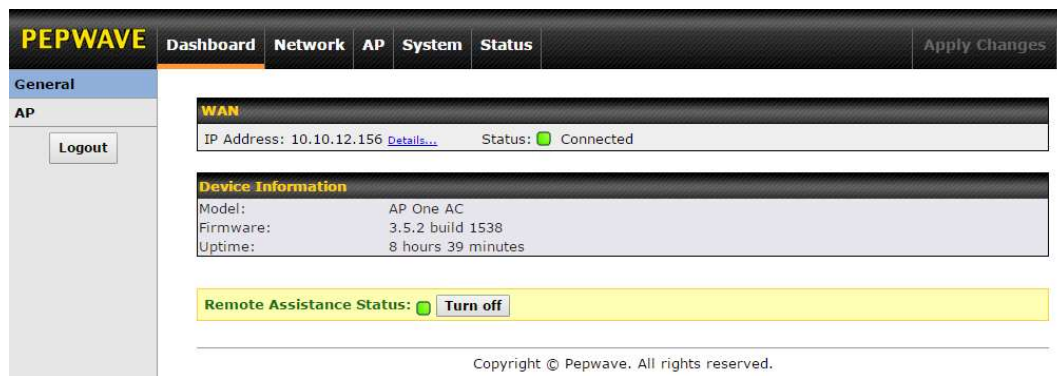 PEPWAVE
Dashboard Network AP System Status Apply Changes
General
AP
Logout
WAN
IP Address: 10.10.12.156 Details... Status: Connected
Device Information
Model: AP One AC
Firmware: 3.5.2 build 1538
Uptime: 8 hours 39 minutes
Remote Assistance Status: Turn off
Copyright © Pepwave. All rights reserved.